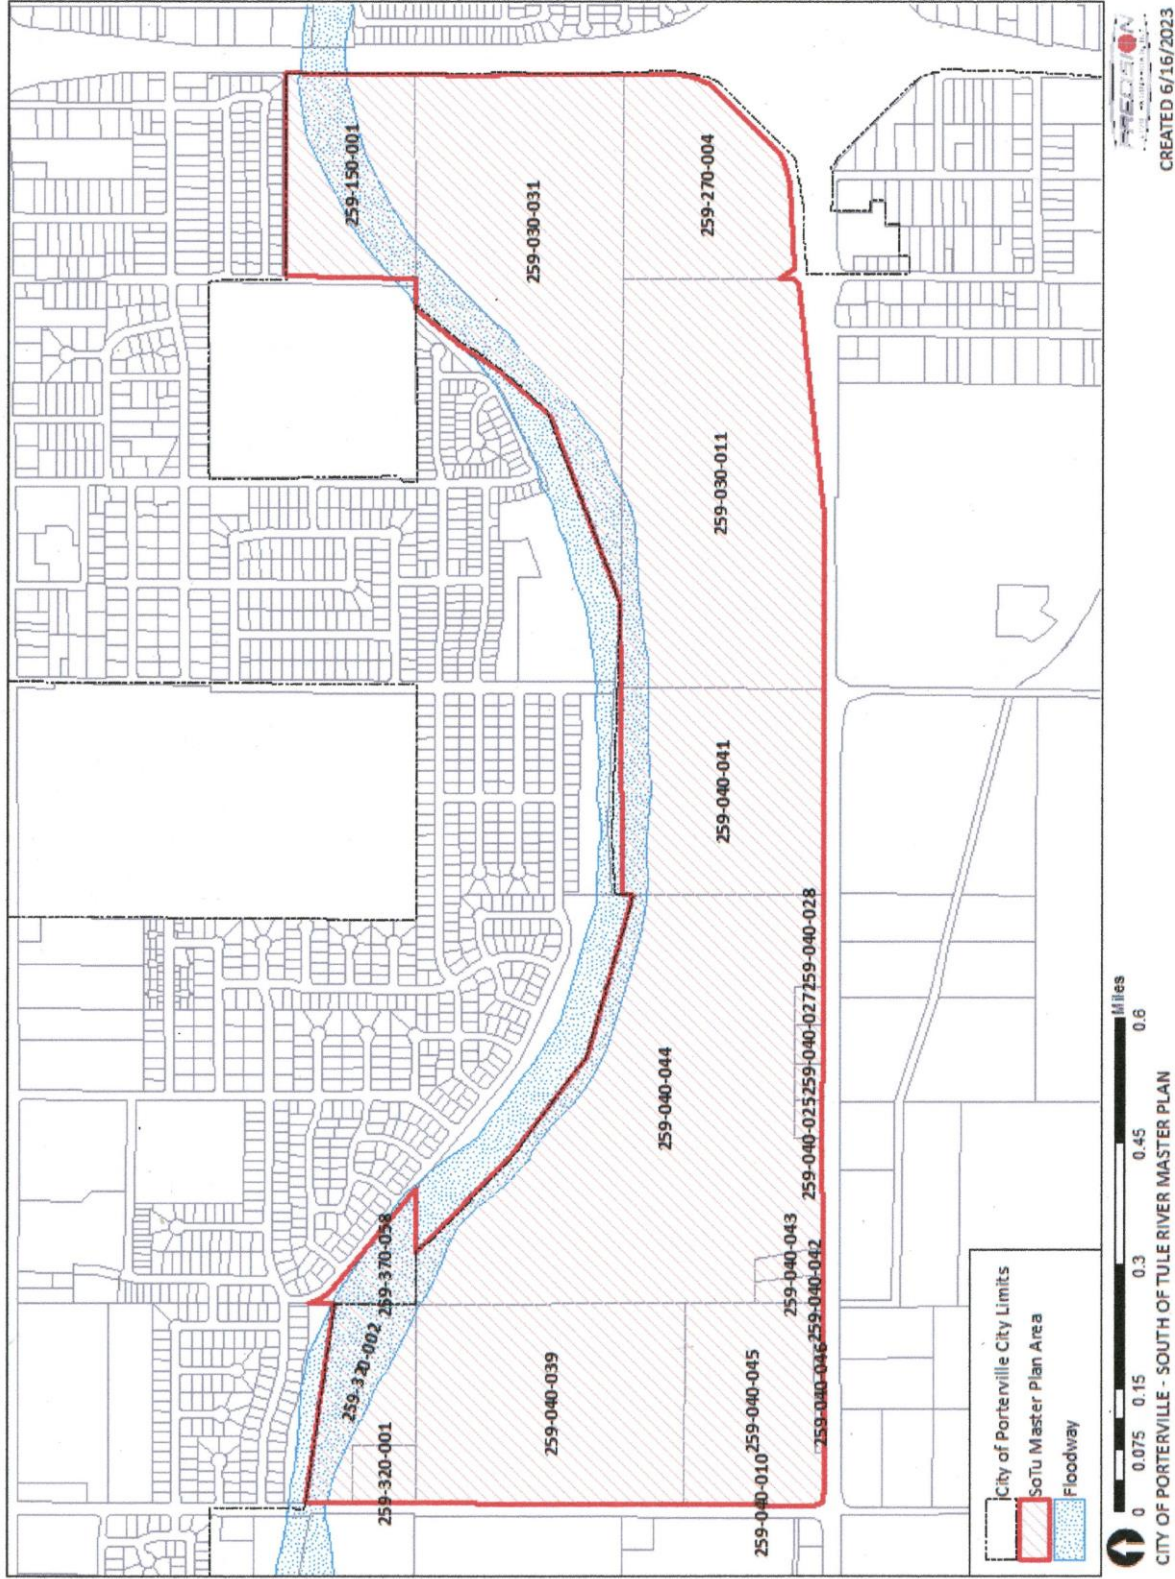 259-320-001
259-320-002
259-370-058
259-150-001
259-040-039
259-040-044
259-030-031
259-040-010
259-040-045
259-040-043
259-040-041
259-030-011
259-270-004
259-040-046
259-040-042
259-040-025
259-040-027
259-040-028
City of Porterville City Limits
SoTu Master Plan Area
Floodway
0 0.075 0.15 0.3 0.45 0.6
Miles
CITY OF PORTERVILLE - SOUTH OF TULE RIVER MASTER PLAN
CREATED 6/16/2023